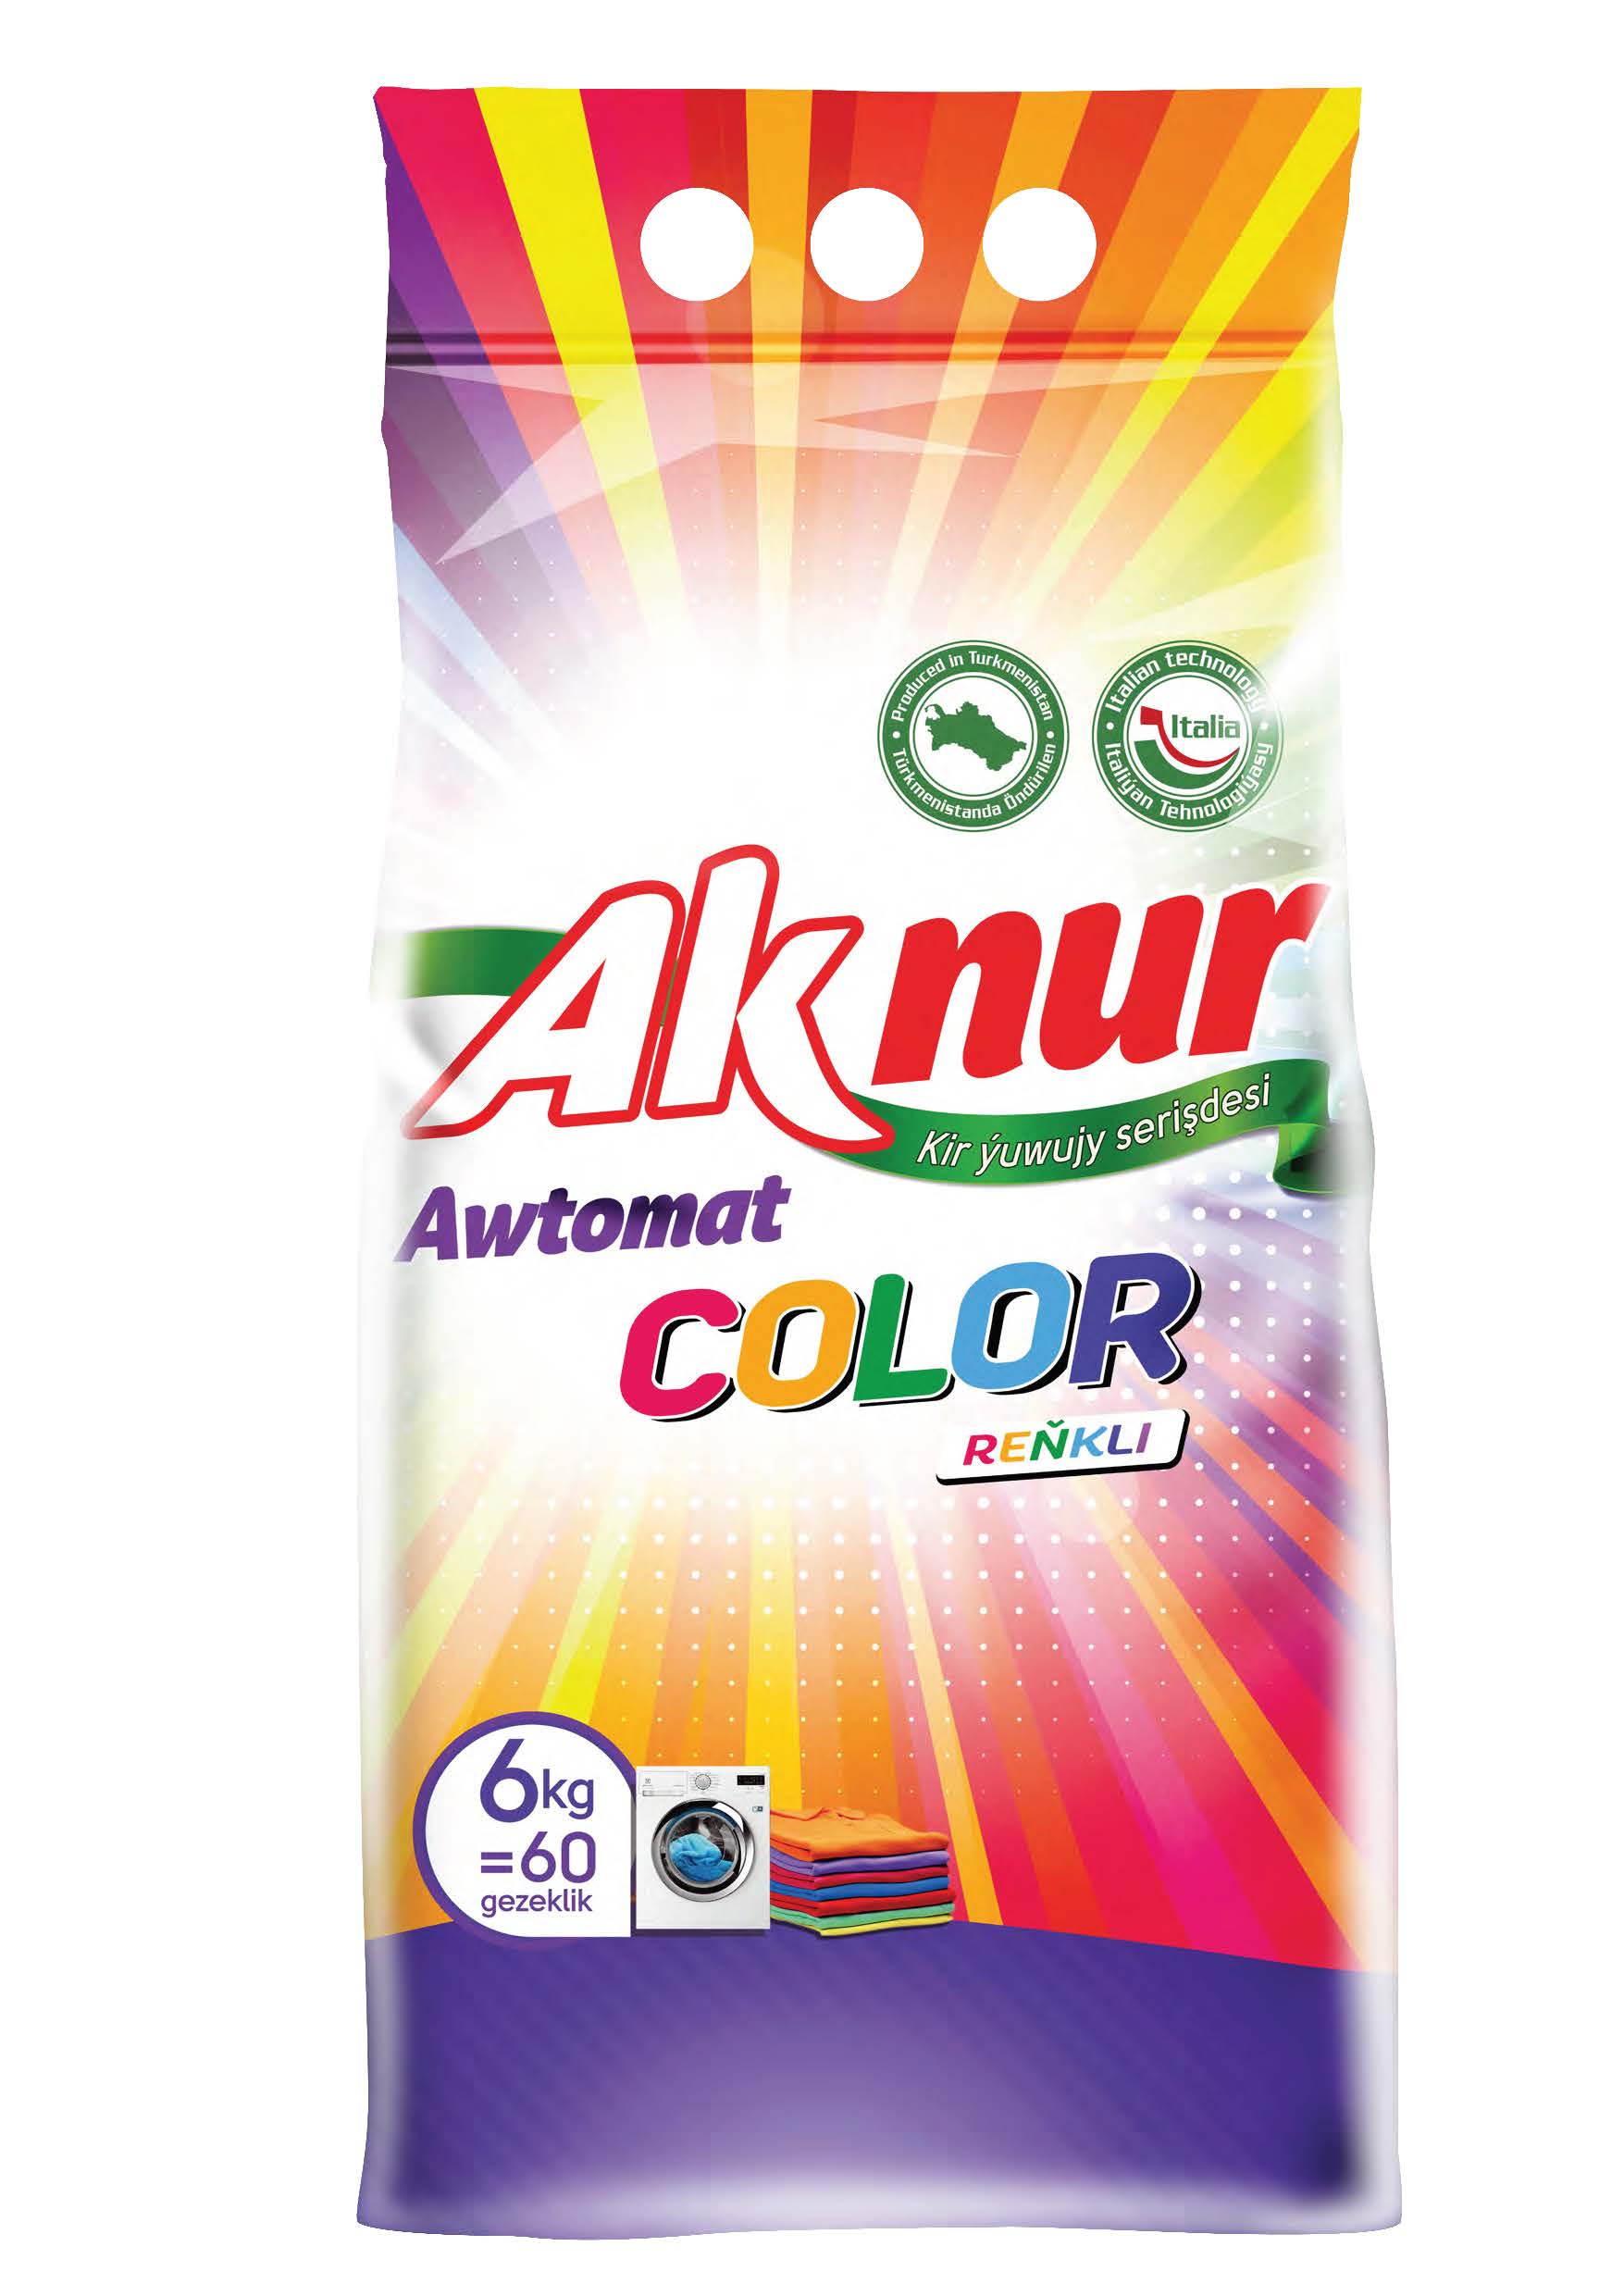 Produced in Turkmenistan
Türkmenistanda Öndürilen
Italian technology
Italia
Italiýan Tehnologiýasy
Ak nur
Kir ýuwujy serişdesi
Awtomat
COLOR
REŇKLI
6kg
=60
gezeklik